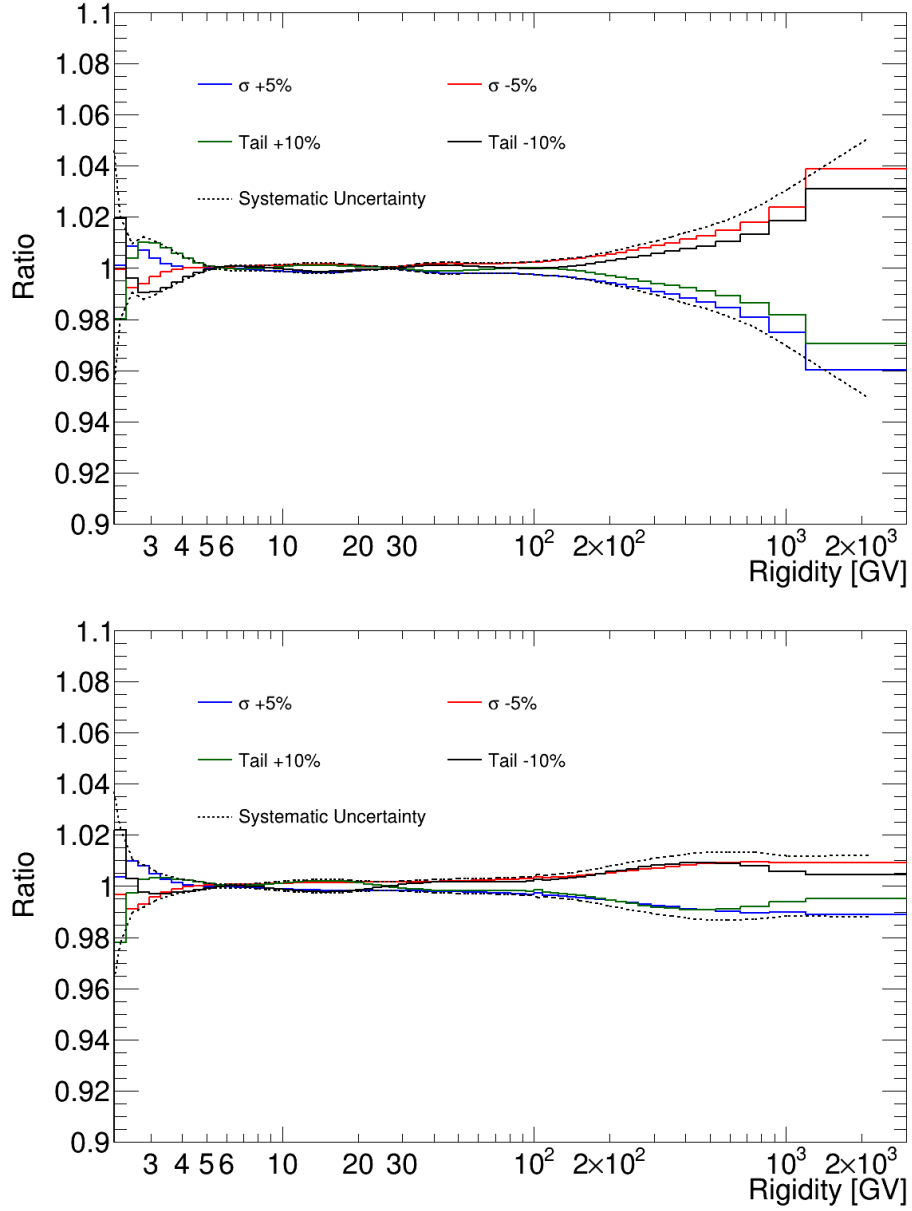 1.1
1.08
σ +5% σ -5%
1.06
Tail +10% Tail -10%
1.04
Systematic Uncertainty
1.02
Ratio
1
0.98
0.96
0.94
0.92
0.9
3 4 5 6 10 20 30 10² 2×10² 10³ 2×10³
Rigidity [GV]
1.1
1.08
σ +5% σ -5%
1.06
Tail +10% Tail -10%
1.04
Systematic Uncertainty
1.02
Ratio
1
0.98
0.96
0.94
0.92
0.9
3 4 5 6 10 20 30 10² 2×10² 10³ 2×10³
Rigidity [GV]